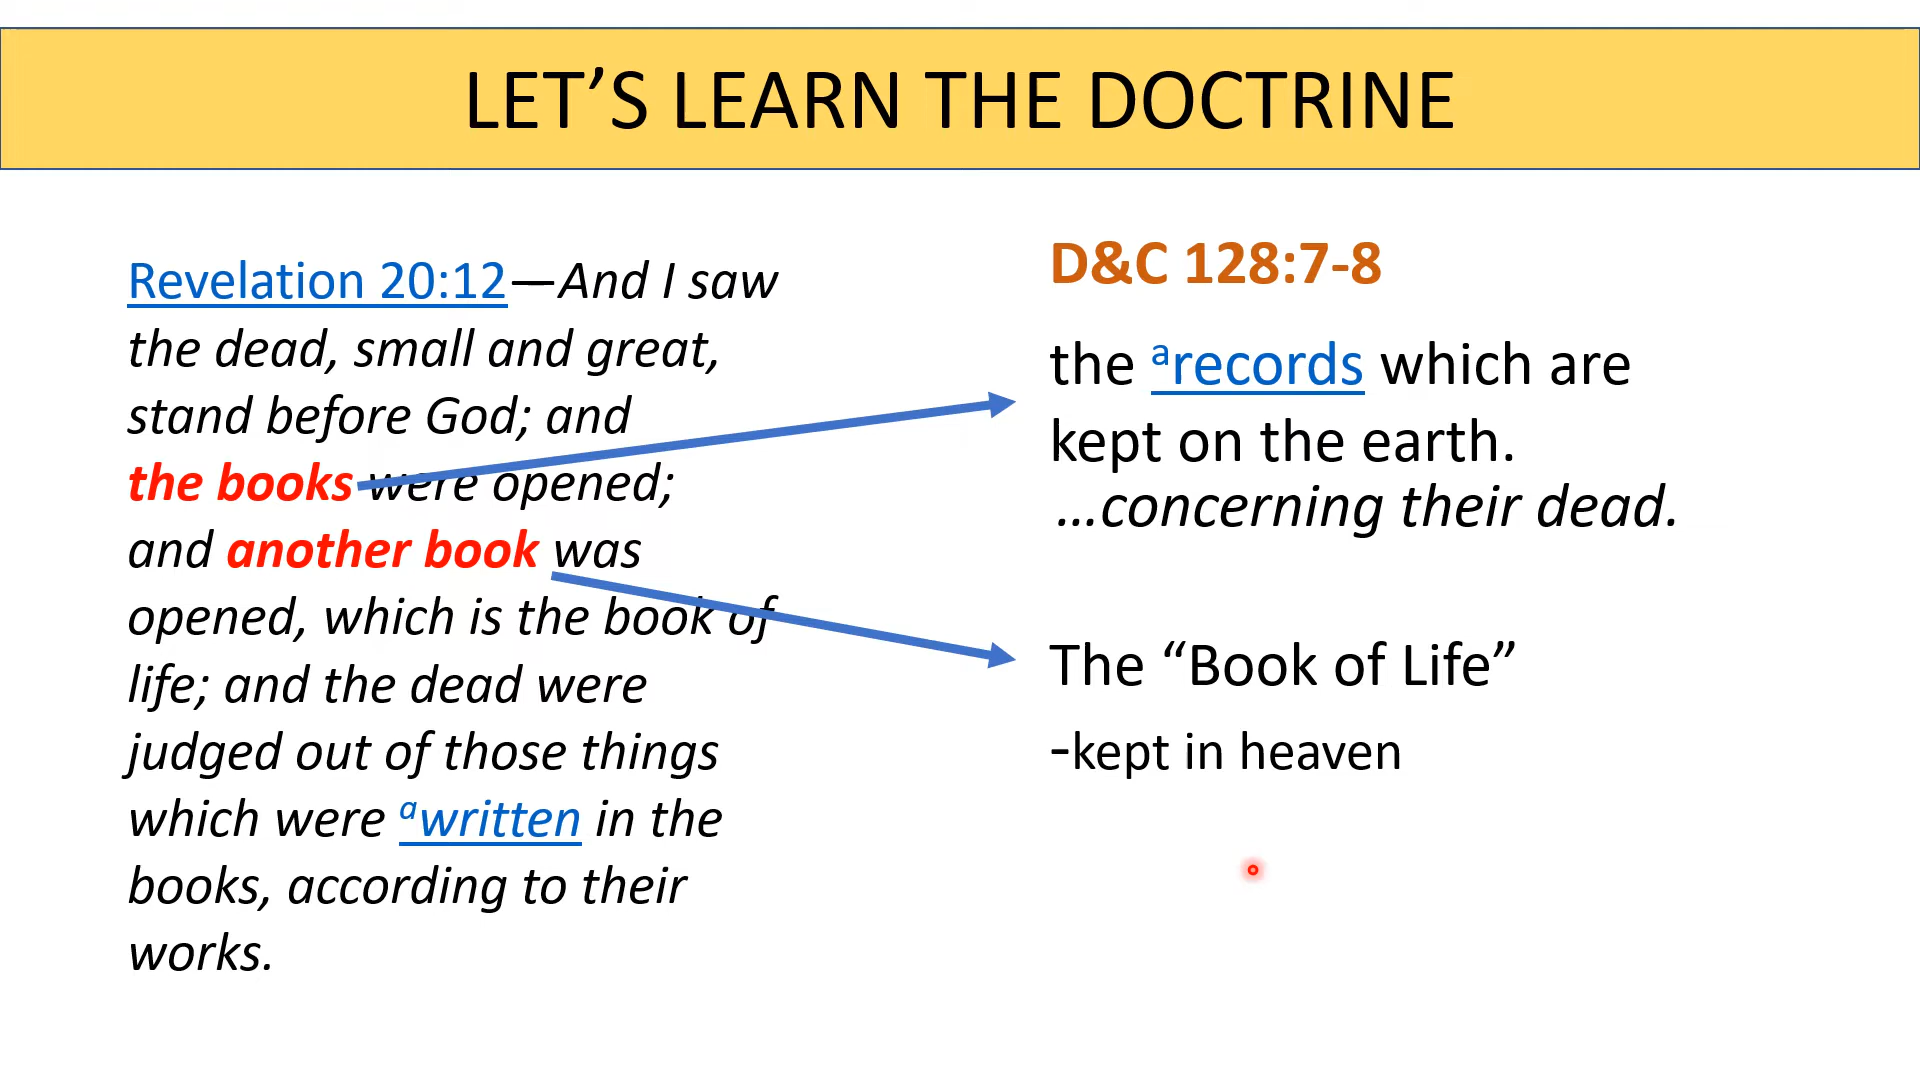 LET’S LEARN THE DOCTRINE
Revelation 20:12—And I saw
the dead, small and great,
stand before God; and
the books were opened;
and another book was
opened, which is the book of
life; and the dead were
judged out of those things
which were a written in the
books, according to their
works.
D&C 128:7-8
the a records which are
kept on the earth.
...concerning their dead.
The “Book of Life”
-kept in heaven